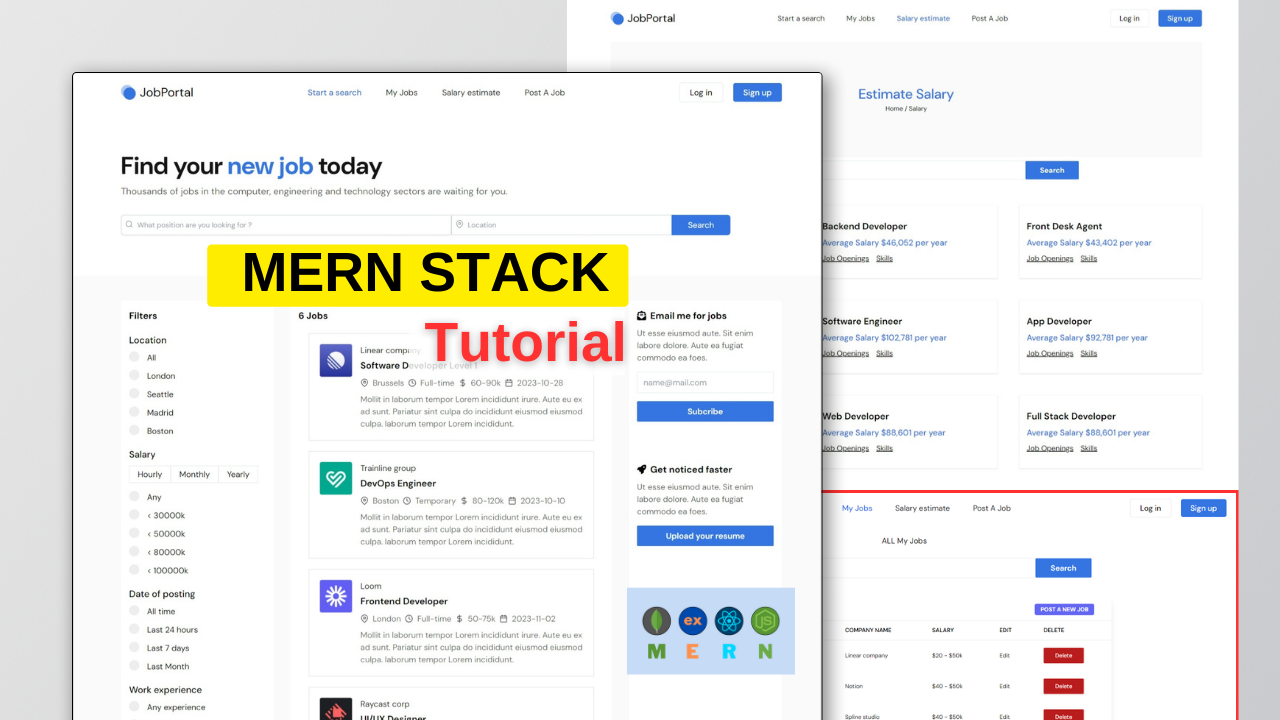 JobPortal
Start a search My Jobs Salary estimate Post A Job
Log in Sign up
Estimate Salary
Home / Salary
Search
Backend Developer
Average Salary $46,052 per year
Job Openings Skills
Front Desk Agent
Average Salary $43,402 per year
Job Openings Skills
Software Engineer
Average Salary $102,781 per year
Job Openings Skills
App Developer
Average Salary $92,781 per year
Job Openings Skills
Web Developer
Average Salary $88,601 per year
Job Openings Skills
Full Stack Developer
Average Salary $88,601 per year
Job Openings Skills
JobPortal
Start a search My Jobs Salary estimate Post A Job
Log in Sign up
Find your new job today
Thousands of jobs in the computer, engineering and technology sectors are waiting for you.
What position are you looking for ?
Location
Search
MERN STACK
Tutorial
Filters
Location
All
London
Seattle
Madrid
Boston
Salary
Hourly Monthly Yearly
Any
< 30000k
< 50000k
< 80000k
< 100000k
Date of posting
All time
Last 24 hours
Last 7 days
Last Month
Work experience
Any experience
6 Jobs
Linear company
Software Developer Level 1
Brussels Full-time $ 60-90k 2023-10-28
Mollit in laborum tempor Lorem incididunt irure. Aute eu ex
ad sunt. Pariatur sint culpa do incididunt eiusmod eiusmod
culpa. laborum tempor Lorem incididunt.
Trainline group
DevOps Engineer
Boston Temporary $ 80-120k 2023-10-10
Mollit in laborum tempor Lorem incididunt irure. Aute eu ex
ad sunt. Pariatur sint culpa do incididunt eiusmod eiusmod
culpa. laborum tempor Lorem incididunt.
Loom
Frontend Developer
London Full-time $ 50-75k 2023-11-02
Mollit in laborum tempor Lorem incididunt irure. Aute eu ex
ad sunt. Pariatur sint culpa do incididunt eiusmod eiusmod
culpa. laborum tempor Lorem incididunt.
Raycast corp
UI/UX Designer
Email me for jobs
Ut esse eiusmod aute. Sit enim
labore dolore. Aute ea fugiat
commodo ea foes.
name@mail.com
Subcribe
Get noticed faster
Ut esse eiusmod aute. Sit enim
labore dolore. Aute ea fugiat
commodo ea foes.
Upload your resume
ex
JS
M E R N
My Jobs Salary estimate Post A Job
Log in Sign up
ALL My Jobs
Search
POST A NEW JOB
COMPANY NAME SALARY EDIT DELETE
Linear company $20 - $50k Edit Delete
Notion $40 - $50k Edit Delete
Spline studio $40 - $50k Edit Delete